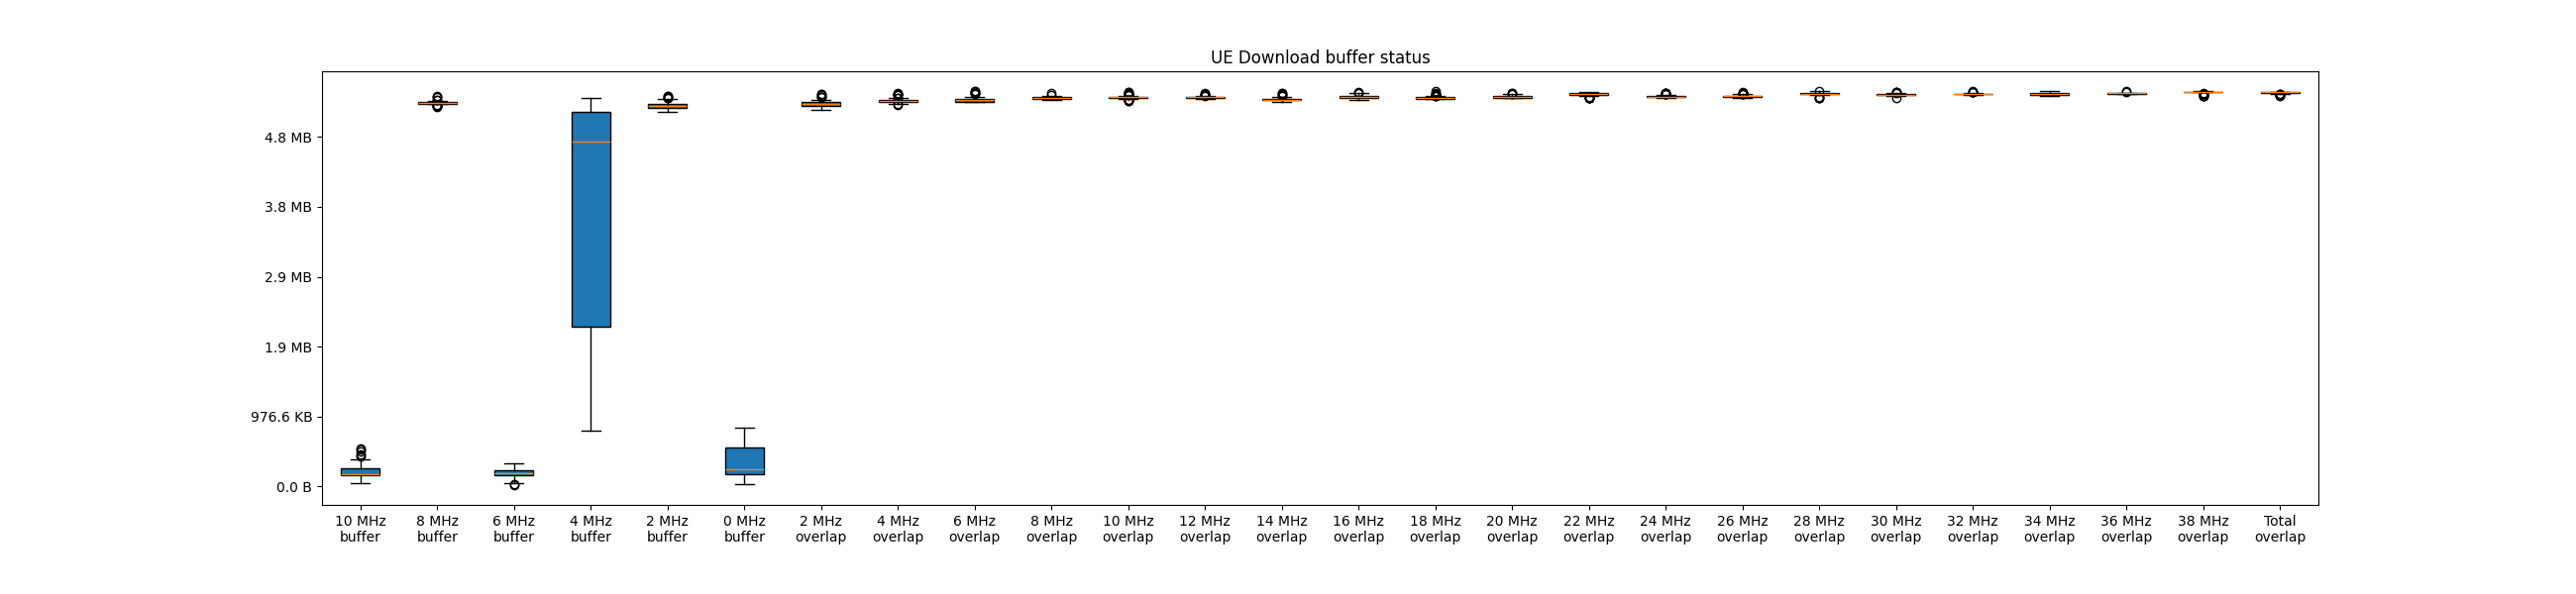 UE Download buffer status
4.8 MB
3.8 MB
2.9 MB
1.9 MB
976.6 KB
0.0 B
10 MHz 8 MHz 6 MHz 4 MHz 2 MHz 0 MHz 2 MHz 4 MHz 6 MHz 8 MHz 10 MHz 12 MHz 14 MHz 16 MHz 18 MHz 20 MHz 22 MHz 24 MHz 26 MHz 28 MHz 30 MHz 32 MHz 34 MHz 36 MHz 38 MHz Total
buffer buffer buffer buffer buffer buffer overlap overlap overlap overlap overlap overlap overlap overlap overlap overlap overlap overlap overlap overlap overlap overlap overlap overlap overlap overlap